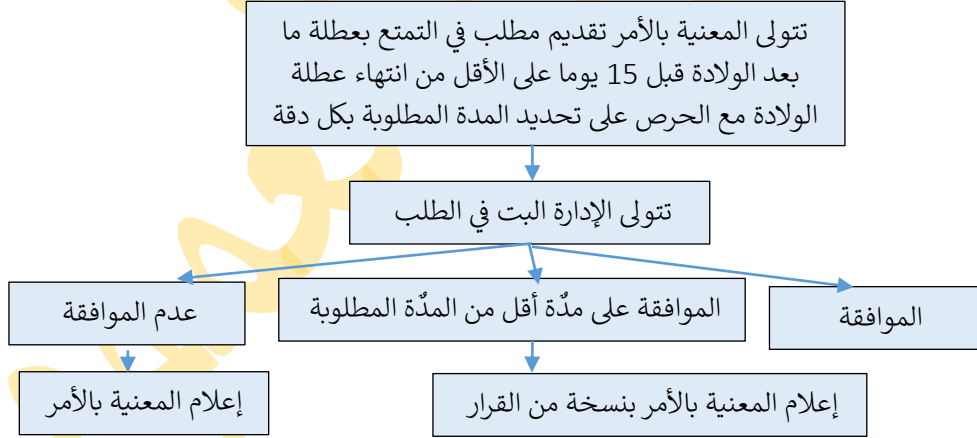 تتولى المعنية بالأمر تقديم مطلب في التمتع بعطلة ما
بعد الولادة قبل 15 يوما على الأقل من انتهاء عطلة
الولادة مع الحرص على تحديد المدة المطلوبة بكل دقة
تتولى الإدارة البت في الطلب
الموافقة
الموافقة على مدٌة أقل من المدٌة المطلوبة
عدم الموافقة
إعلام المعنية بالأمر بنسخة من القرار
إعلام المعنية بالأمر